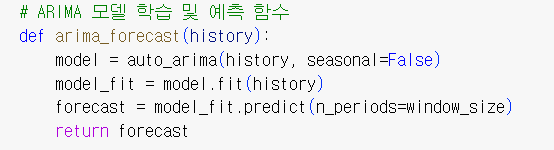 # ARIMA 모델 학습 및 예측 함수
def arima_forecast(history):
    model = auto_arima(history, seasonal=False)
    model_fit = model.fit(history)
    forecast = model_fit.predict(n_periods=window_size)
    return forecast